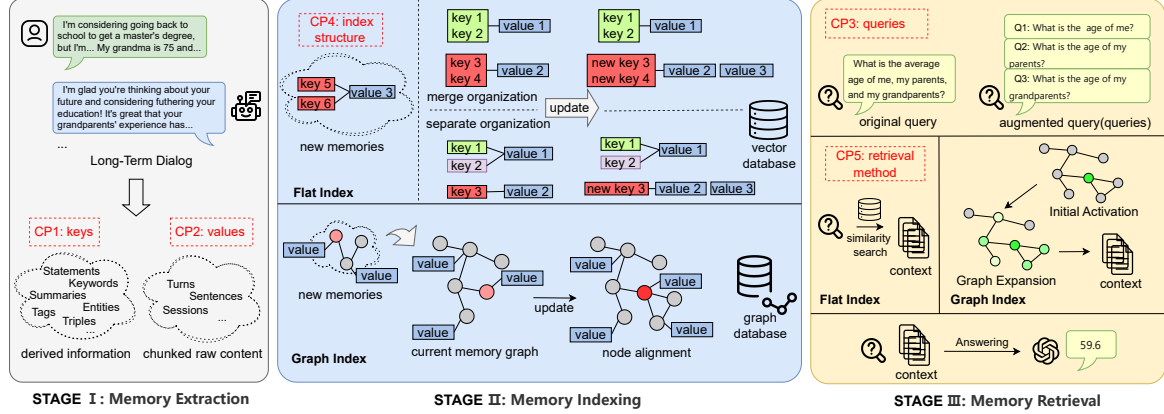 I'm considering going back
school to get a master's degree,
but I'm... My grandma is 75 and...
I'm glad you're thinking about your
future and considering futhering your
education! It's great that your
grandparents' experience has...
...
Long-Term Dialog
CP1: keys
CP2: values
Statements
Keywords
Summaries
Entities
Tags
Triples
...
Turns
Sentences
Sessions
...
derived information
chunked raw content
STAGE Ⅰ: Memory Extraction
CP4: index
structure
key 5
key 6
value 3
new memories
Flat Index
key 1
key 2
value 1
key 3
key 4
value 2
merge organization
separate organization
update
key 1
key 2
value 1
new key 3
new key 4
value 2
value 3
key 1
key 2
value 1
key 3
value 2
key 1
key 2
value 1
new key 3
value 2
value 3
vector
database
value
value
new memories
Graph Index
value
value
value
current memory graph
update
value
value
value
value
node alignment
graph
database
STAGE Ⅱ: Memory Indexing
CP3: queries
What is the average
age of me, my parents,
and my grandparents?
original query
Q1: What is the age of me?
Q2: What is the age of my
parents?
Q3: What is the age of my
grandparents?
augmented query(queries)
CP5: retrieval
method
similarity
search
context
Flat Index
Initial Activation
Graph Expansion
context
Graph Index
context
Answering
59.6
STAGE Ⅲ: Memory Retrieval